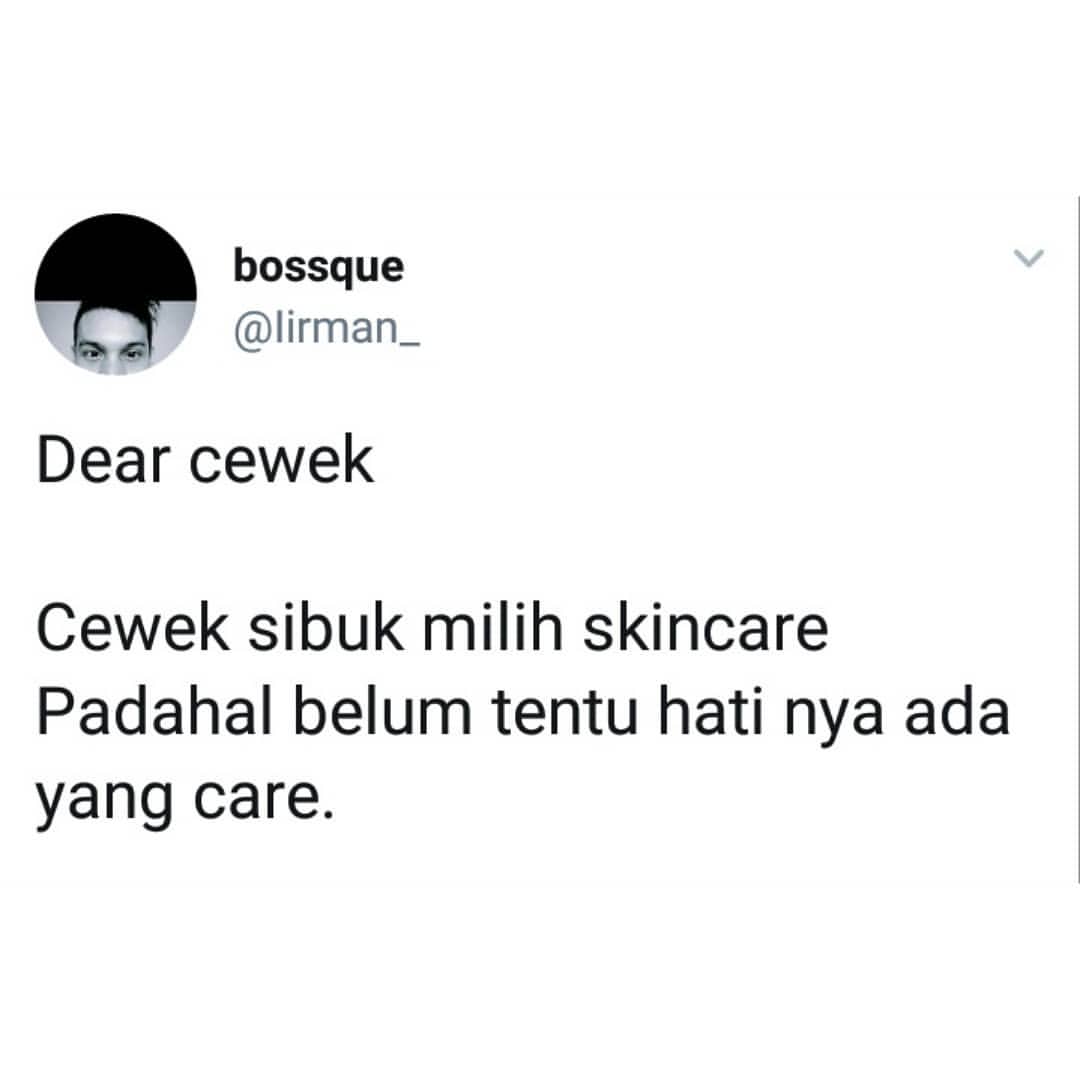 bossque
@lirman_
Dear cewek
Cewek sibuk milih skincare
Padahal belum tentu hati nya ada
yang care.